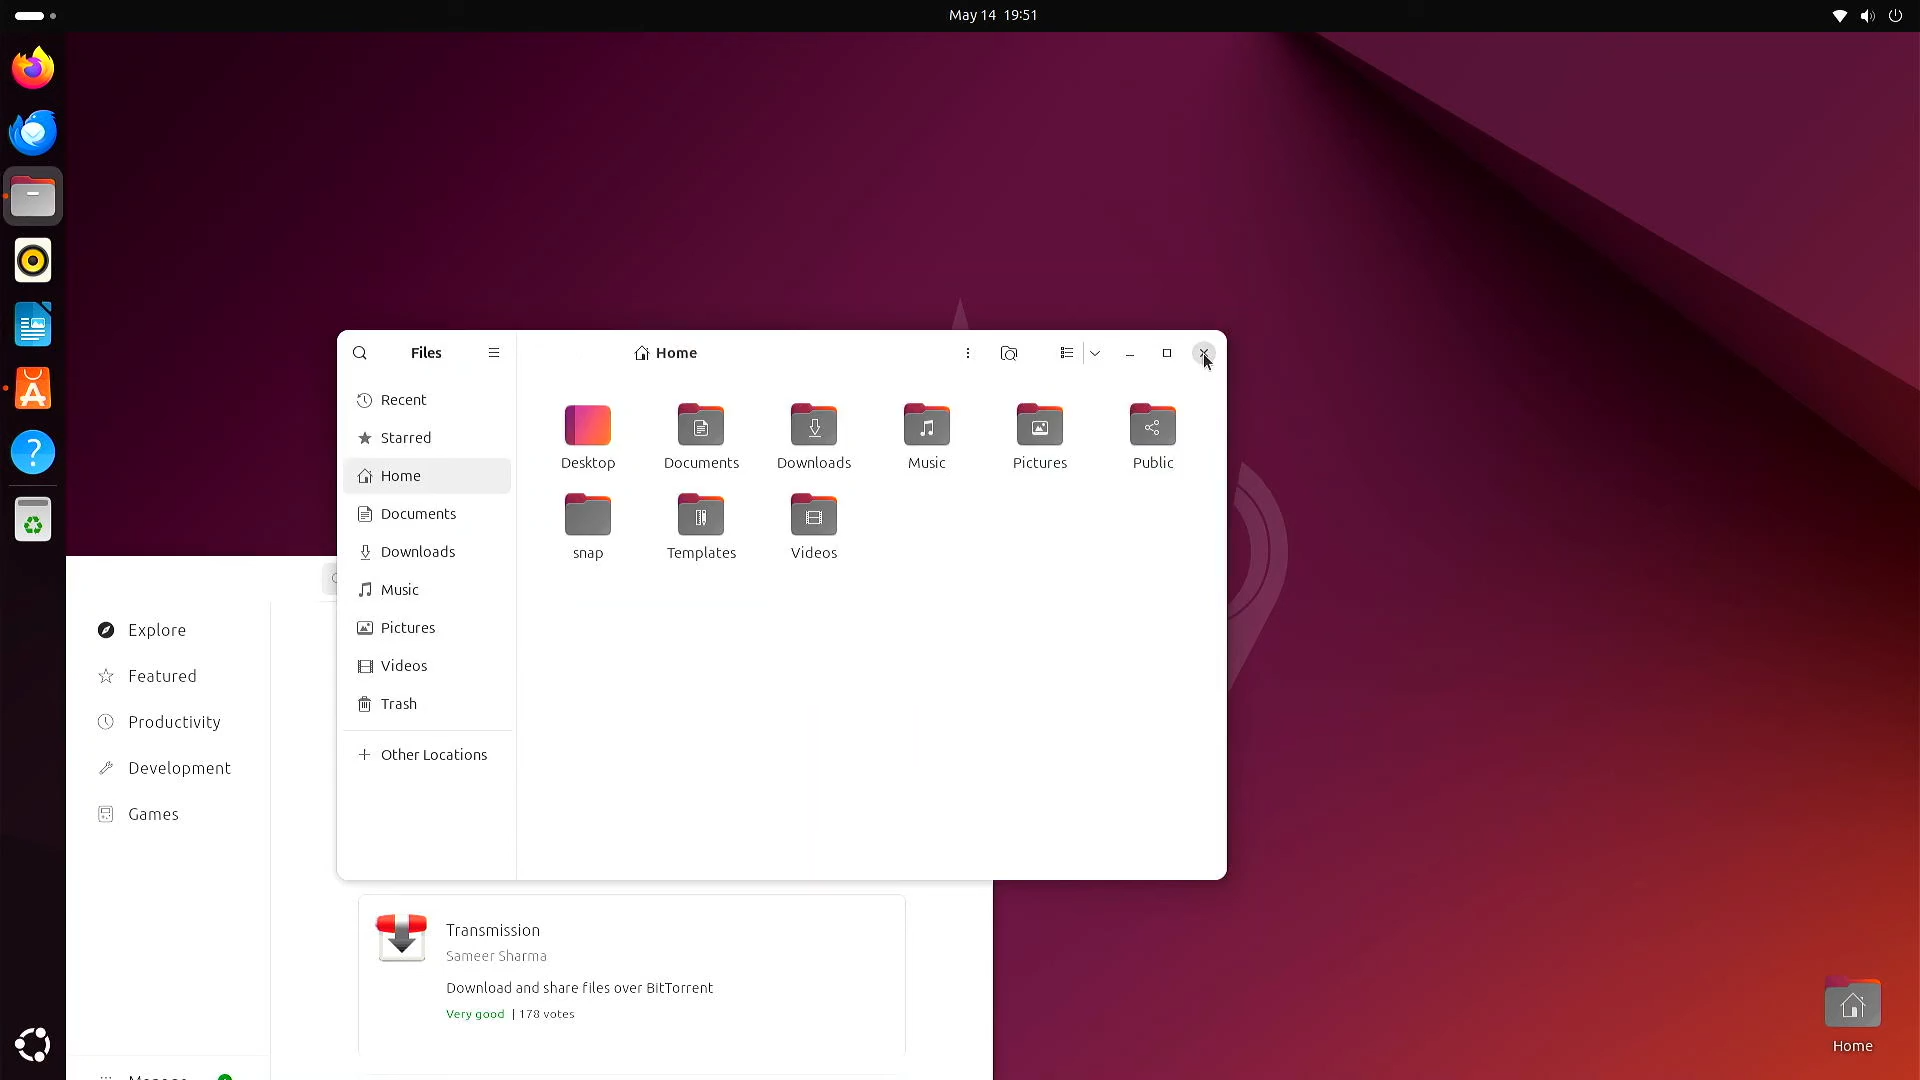 May 14 19:51
Files
Home
Recent
Starred
Home
Documents
Downloads
Music
Pictures
Videos
Trash
Other Locations
Desktop
Documents
Downloads
Music
Pictures
Public
snap
Templates
Videos
Explore
Featured
Productivity
Development
Games
Transmission
Sameer Sharma
Download and share files over BitTorrent
Very good | 178 votes
Home